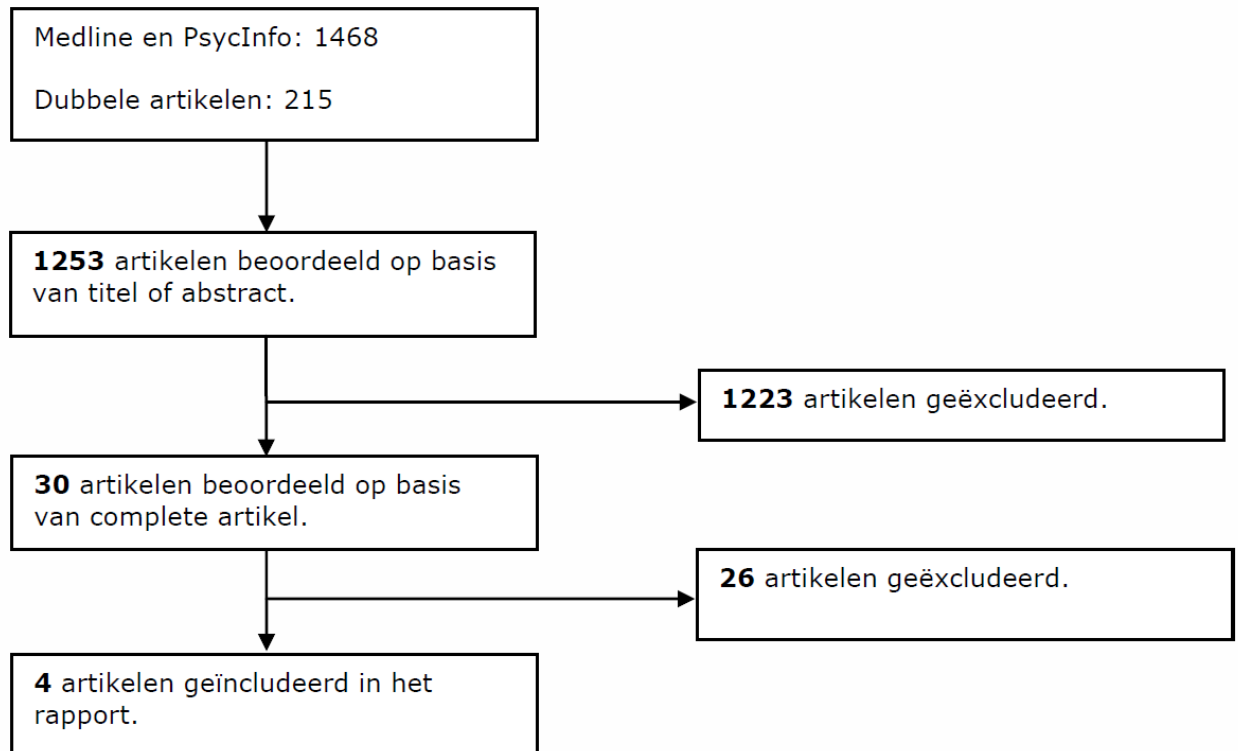 Medline en PsycInfo: 1468
Dubbele artikelen: 215
1253 artikelen beoordeeld op basis
van titel of abstract.
1223 artikelen geëxcludeerd.
30 artikelen beoordeeld op basis
van complete artikel.
26 artikelen geëxcludeerd.
4 artikelen geïncludeerd in het
rapport.